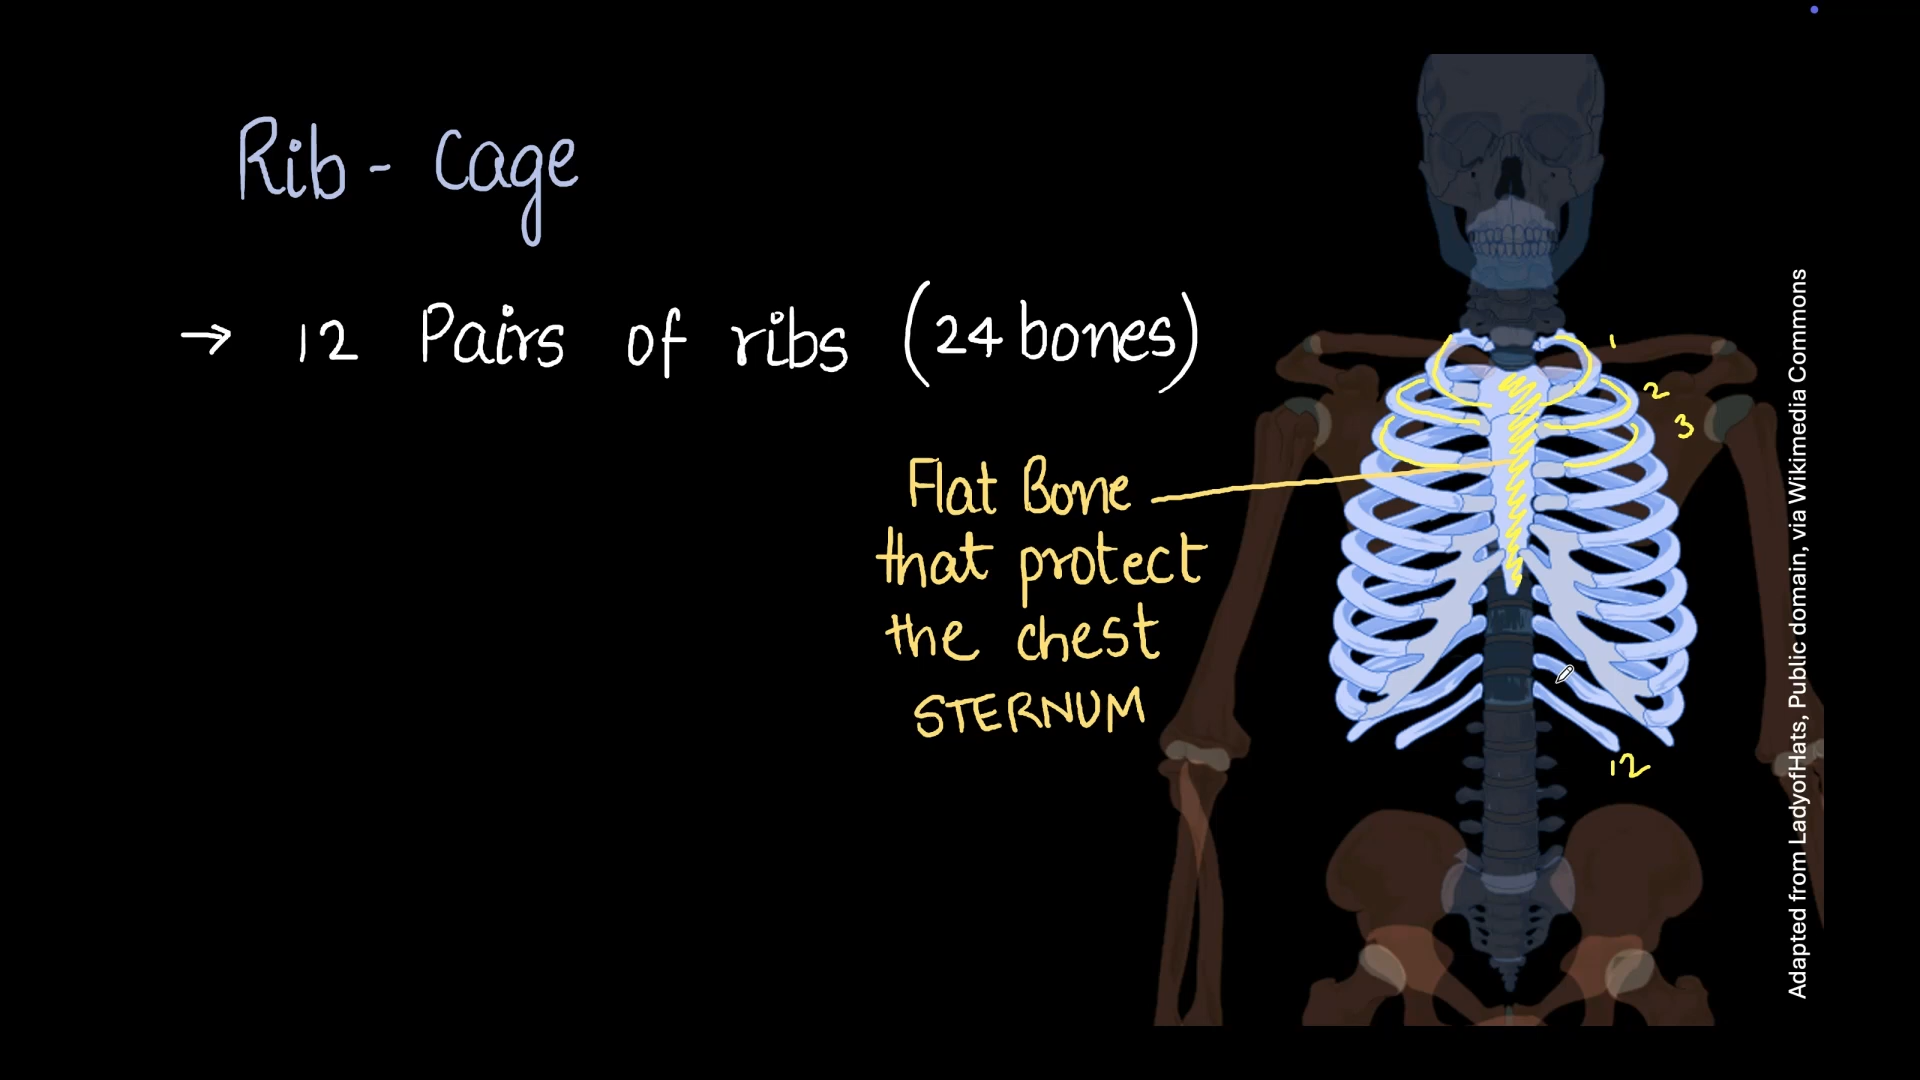 Rib - Cage
→ 12 Pairs of ribs (24 bones)
1
2
3
Flat Bone
that protect
the chest
STERNUM
12
Adapted from LadyofHats, Public domain, via Wikimedia Commons